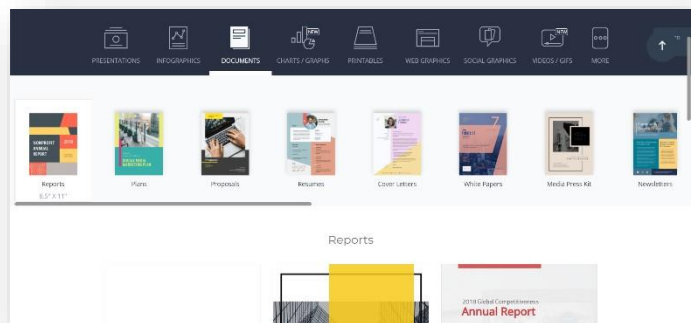 NEW
NEW
PRESENTATIONS INFOGRAPHICS DOCUMENTS CHARTS / GRAPHS PRINTABLES WEB GRAPHICS SOCIAL GRAPHICS VIDEOS / GIFS MORE
NONPROFIT
ANNUAL
REPORT
7
Reports Plans Proposals Resumes Cover Letters White Papers Media Press Kit Newsletters
8.5" X 11"
Reports
2018 Global Competitiveness
Annual Report